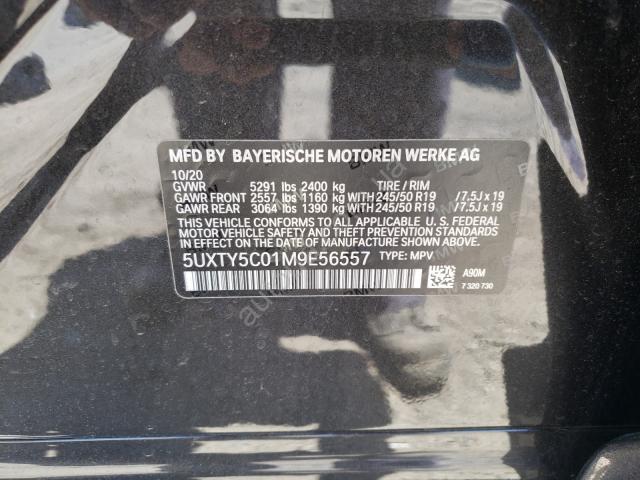 MFD BY BAYERISCHE MOTOREN WERKE AG
10/20
GVWR 5291 lbs 2400 kg TIRE / RIM
GAWR FRONT 2557 lbs 1160 kg WITH 245/50 R19 /7.5J x 19
GAWR REAR 3064 lbs 1390 kg WITH 245/50 R19 /7.5J x 19
THIS VEHICLE CONFORMS TO ALL APPLICABLE U. S. FEDERAL
MOTOR VEHICLE SAFETY STANDARDS IN EFFECT ON THE
DATE OF MANUFACTURE SHOWN ABOVE.
5UXTY5C01M9E56557 TYPE: MPV
A90M
7 320 730